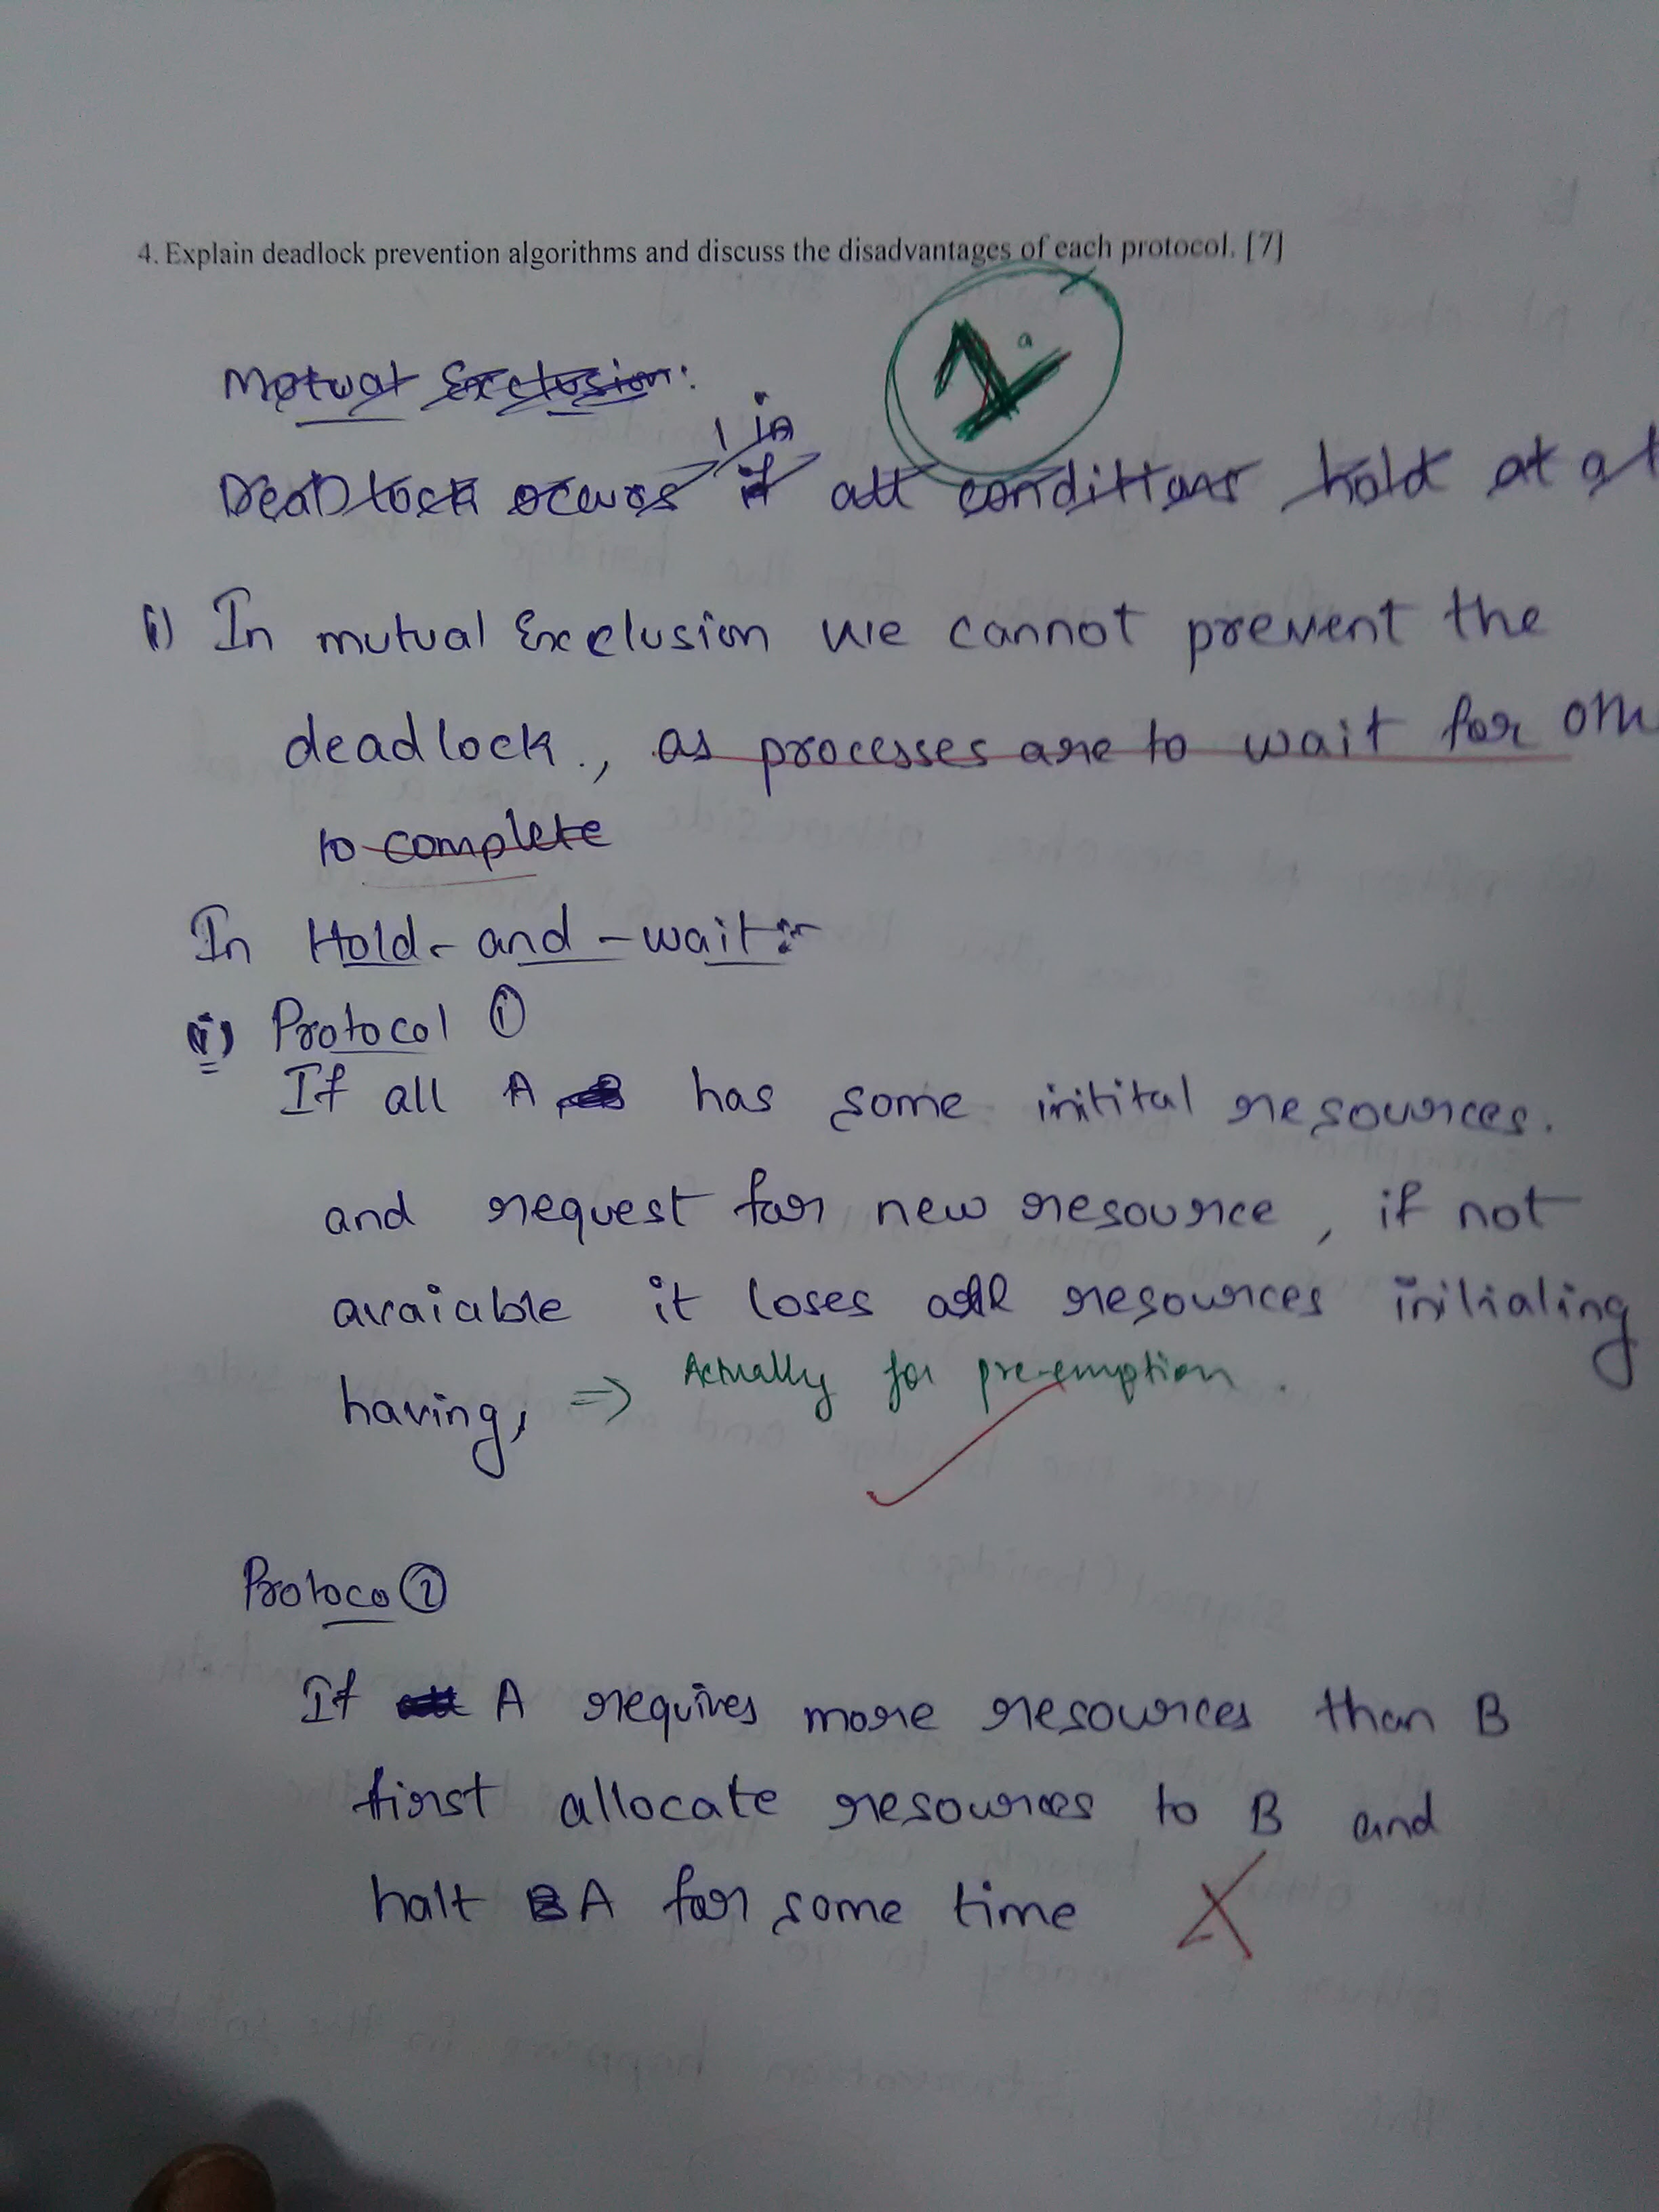 4. Explain deadlock prevention algorithms and discuss the disadvantages of each protocol. [7]
Motual Exclusion:
1 in
DeadLock occurs if all conditions hold at a
i) In mutual Exclusion we cannot prevent the
deadlock., as processes are to wait for oth
to complete
In Hold-and-wait:-
i) Protocol ①
If all A has some initital resources.
and request for new resource, if not
avaiable it loses all resources initialing
having, => Actually for pre-emption.
Protoco ②
If A requires more resources than B
first allocate resources to B and
halt A for some time X